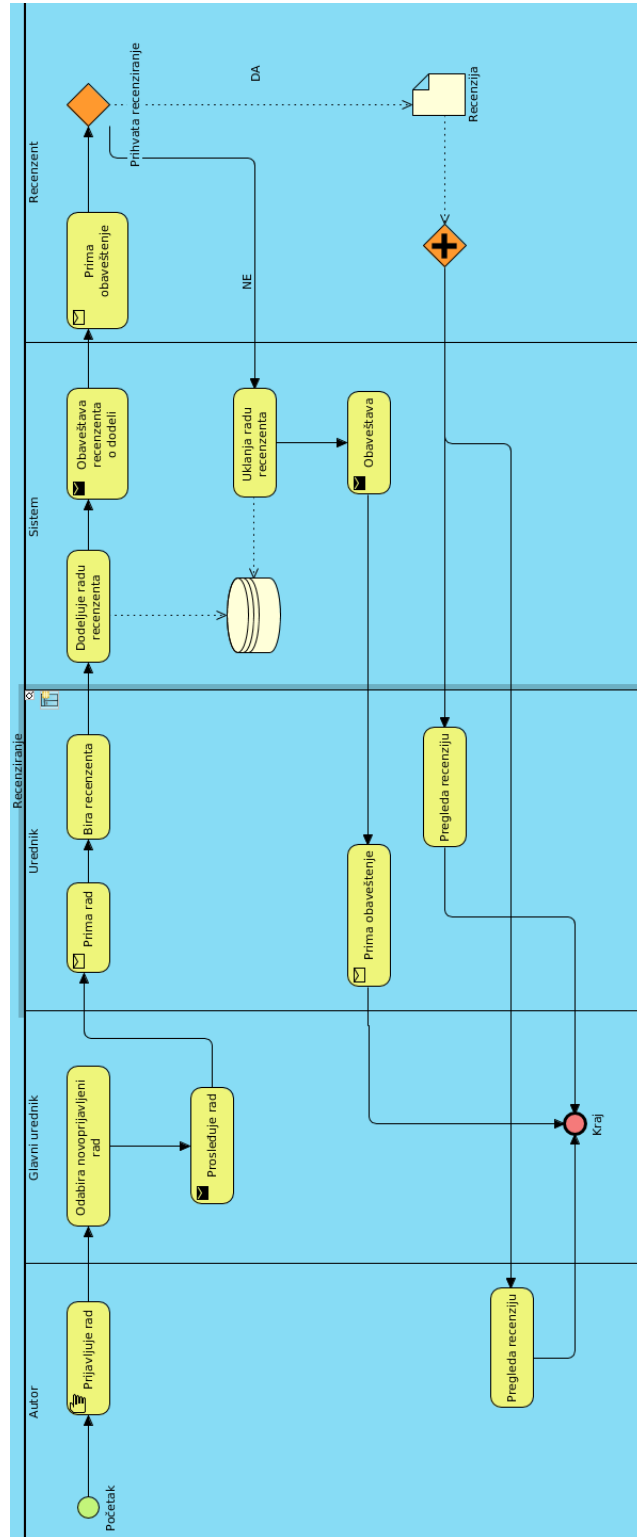 Recenziranje
Autor
Glavni urednik
Urednik
Sistem
Recenzent
Početak
Prijavljuje rad
Odabira novoprijavljeni
rad
Prosleđuje rad
Prima rad
Bira recenzenta
Dodeljuje radu
recenzenta
Obaveštava
recenzenta
o dodeli
Prima
obaveštenje
Prihvata recenziranje
DA
NE
Uklanja radu
recenzenta
Obaveštava
Prima obaveštenje
Recenzija
Pregleda recenziju
Pregleda recenziju
Kraj